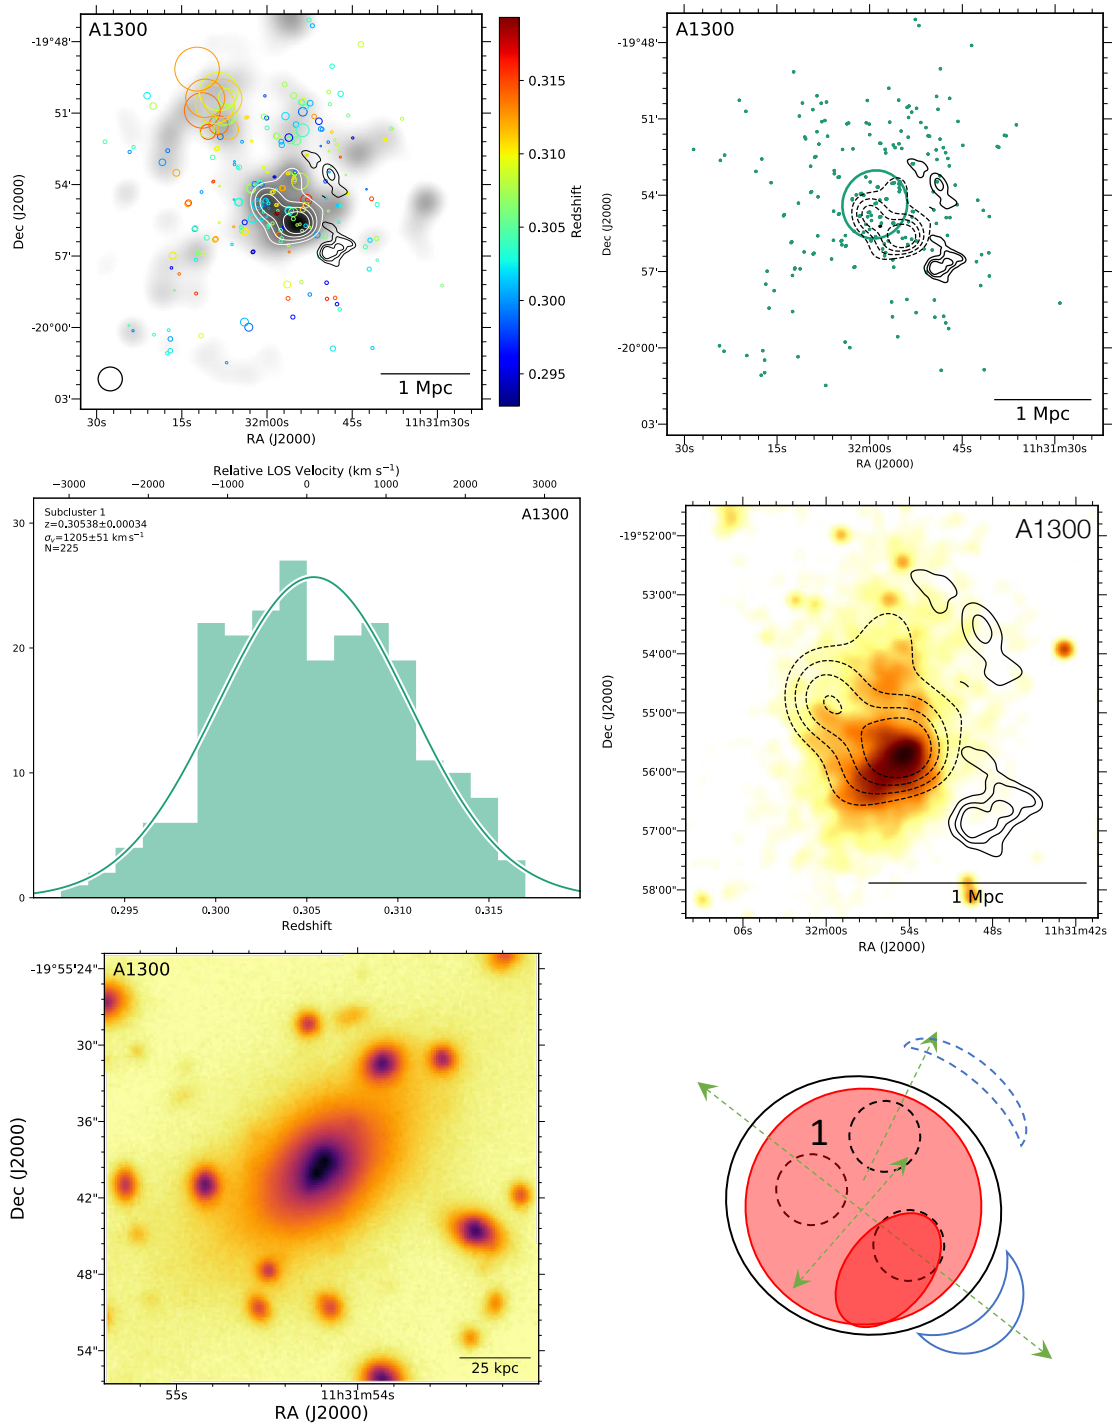 A1300
-19°48'
51'
54'
57'
-20°00'
03'
Dec (J2000)
30s
15s
32m00s
45s
11h31m30s
RA (J2000)
1 Mpc
0.315
0.310
0.305
0.300
0.295
Redshift
A1300
-19°48'
51'
54'
57'
-20°00'
03'
Dec (J2000)
30s
15s
32m00s
45s
11h31m30s
RA (J2000)
1 Mpc
Relative LOS Velocity (km s⁻¹)
−3000
−2000
−1000
0
1000
2000
3000
Subcluster 1
z=0.30538±0.00034
σᵥ=1205±51 km s⁻¹
N=225
A1300
30
20
10
0
0.295
0.300
0.305
0.310
0.315
Redshift
A1300
-19°52'00"
53'00"
54'00"
55'00"
56'00"
57'00"
58'00"
Dec (J2000)
06s
32m00s
54s
48s
11h31m42s
RA (J2000)
1 Mpc
A1300
-19°55'24"
30"
36"
42"
48"
54"
Dec (J2000)
55s
11h31m54s
RA (J2000)
25 kpc
1